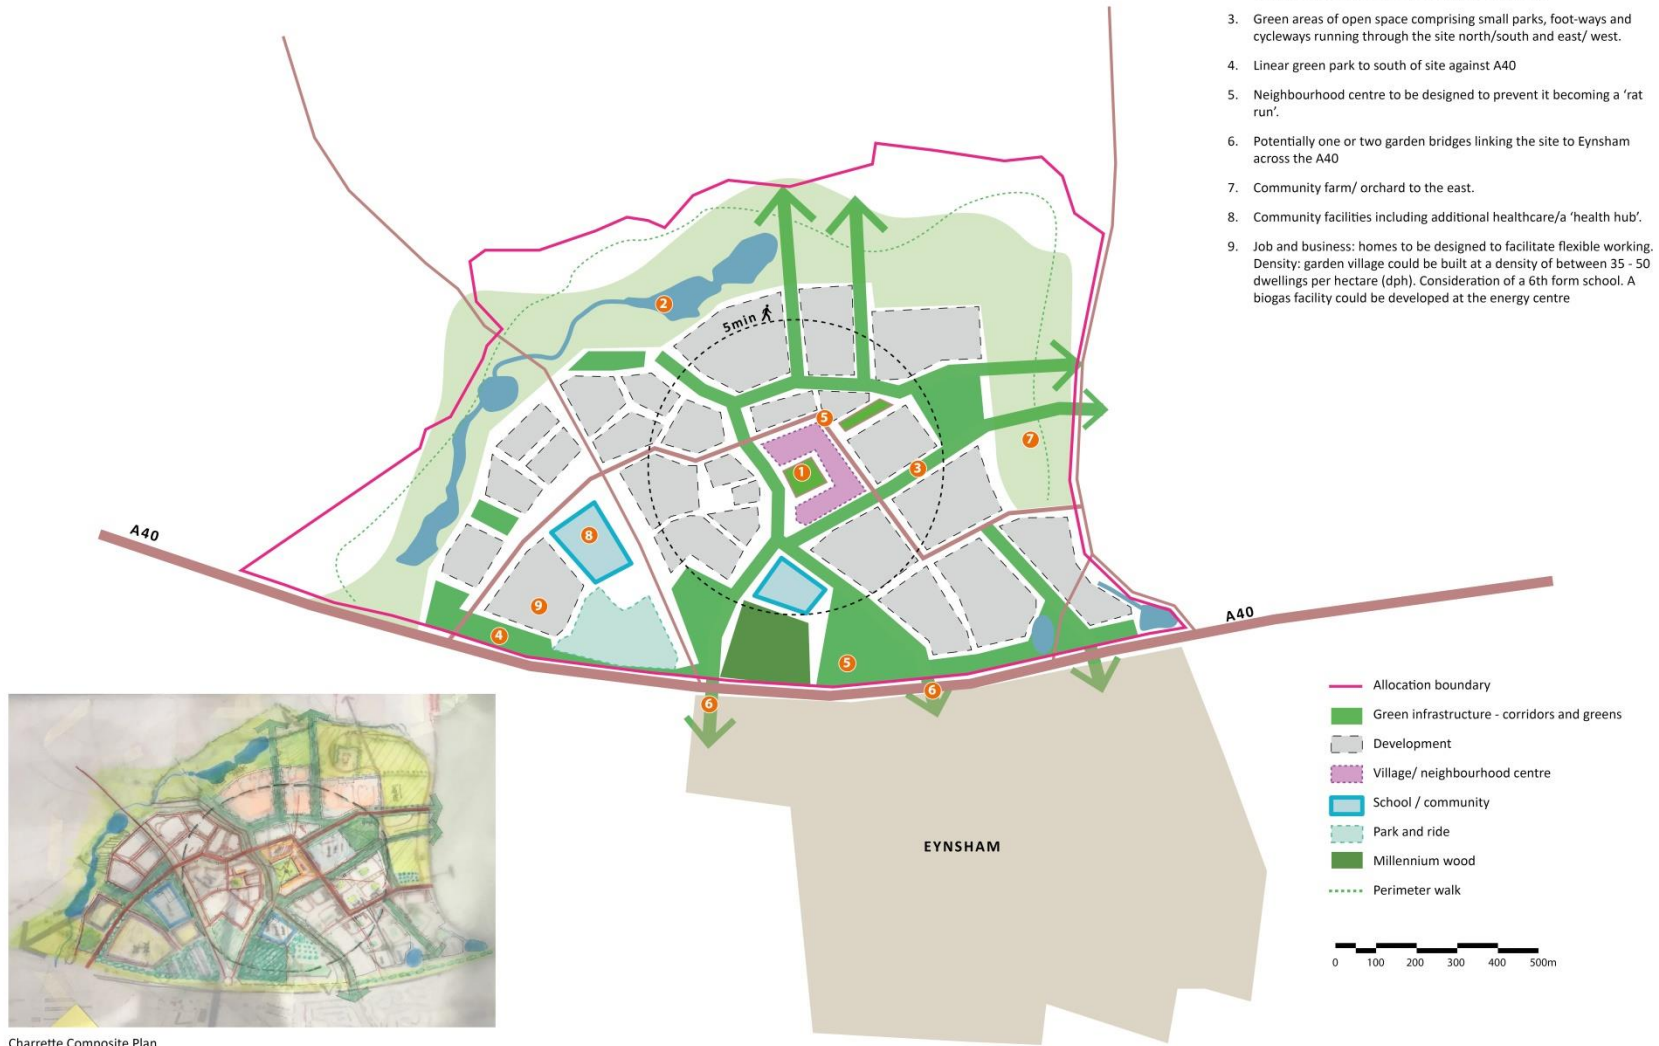 3. Green areas of open space comprising small parks, foot-ways and
cycleways running through the site north/south and east/ west.
4. Linear green park to south of site against A40
5. Neighbourhood centre to be designed to prevent it becoming a ‘rat
run’.
6. Potentially one or two garden bridges linking the site to Eynsham
across the A40
7. Community farm/ orchard to the east.
8. Community facilities including additional healthcare/a ‘health hub’.
9. Job and business: homes to be designed to facilitate flexible working.
Density: garden village could be built at a density of between 35 - 50
dwellings per hectare (dph). Consideration of a 6th form school. A
biogas facility could be developed at the energy centre
2
5min
5
7
1
3
A40
8
9
4
5
A40
6
6
EYNSHAM
Allocation boundary
Green infrastructure - corridors and greens
Development
Village/ neighbourhood centre
School / community
Park and ride
Millennium wood
Perimeter walk
0 100 200 300 400 500m
Charrette Composite Plan